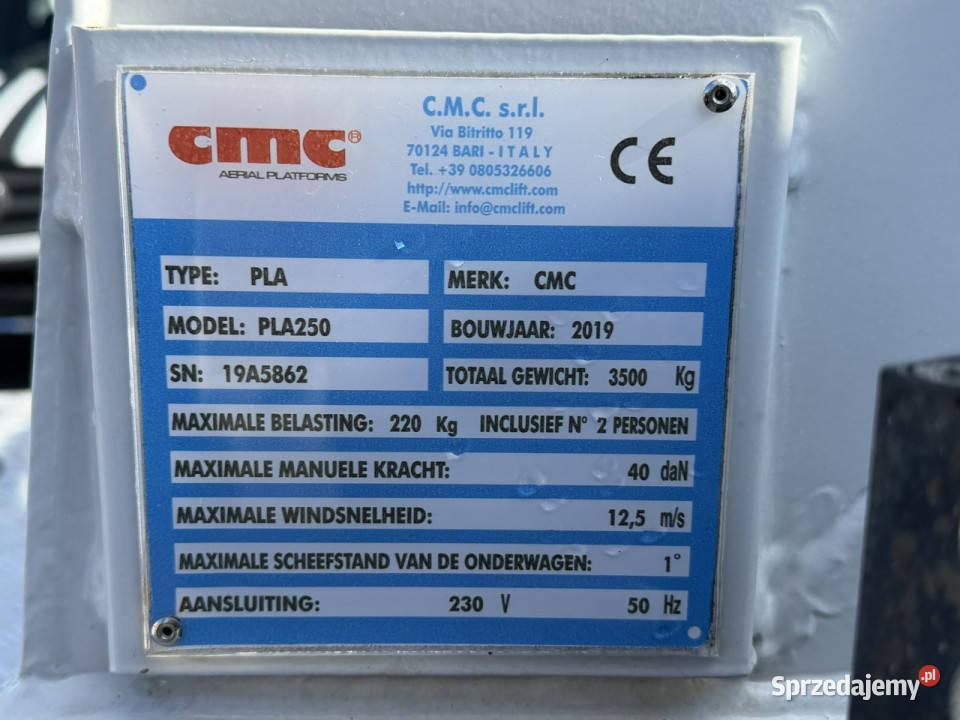 cmc®
AERIAL PLATFORMS
C.M.C. s.r.l.
Via Bitritto 119
70124 BARI - ITALY
Tel. +39 0805326606
http://www.cmclift.com
E-Mail: info@cmclift.com
CE
TYPE: PLA
MERK: CMC
MODEL: PLA250
BOUWJAAR: 2019
SN: 19A5862
TOTAAL GEWICHT: 3500 Kg
MAXIMALE BELASTING: 220 Kg INCLUSIEF N° 2 PERSONEN
MAXIMALE MANUELE KRACHT: 40 daN
MAXIMALE WINDSNELHEID: 12,5 m/s
MAXIMALE SCHEEFSTAND VAN DE ONDERWAGEN: 1°
AANSLUITING: 230 V 50 Hz
Sprzedajemy.pl